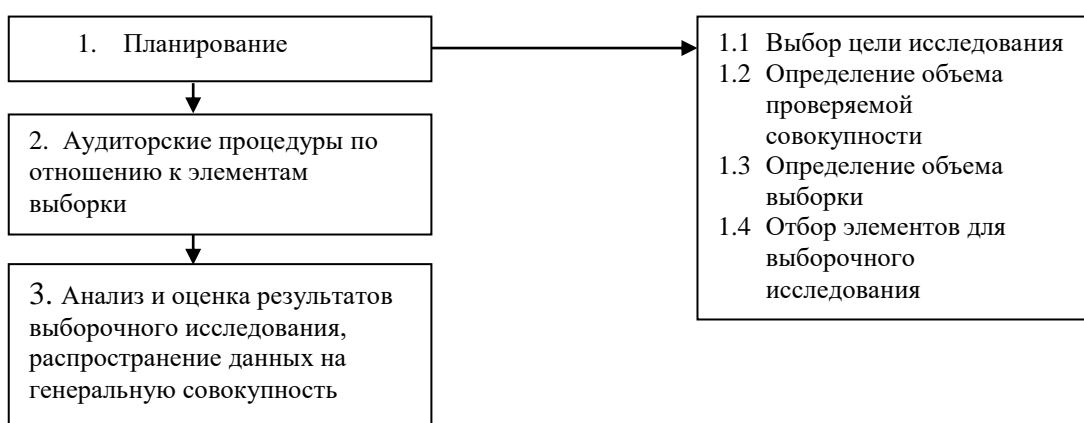 1. Планирование
2. Аудиторские процедуры по
отношению к элементам
выборки
3. Анализ и оценка результатов
выборочного исследования,
распространение данных на
генеральную совокупность
1.1 Выбор цели исследования
1.2 Определение объема
проверяемой
совокупности
1.3 Определение объема
выборки
1.4 Отбор элементов для
выборочного
исследования